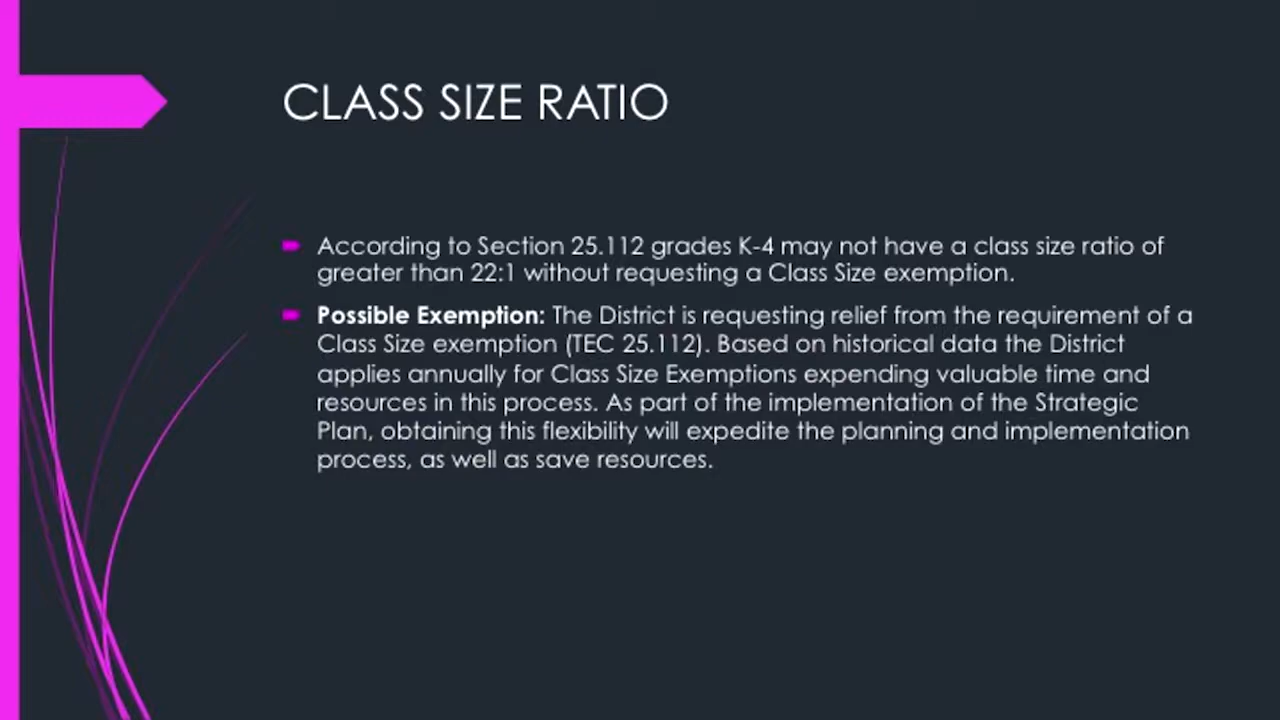 CLASS SIZE RATIO
According to Section 25.112 grades K-4 may not have a class size ratio of
greater than 22:1 without requesting a Class Size exemption.
Possible Exemption: The District is requesting relief from the requirement of a
Class Size exemption (TEC 25.112). Based on historical data the District
applies annually for Class Size Exemptions expending valuable time and
resources in this process. As part of the implementation of the Strategic
Plan, obtaining this flexibility will expedite the planning and implementation
process, as well as save resources.